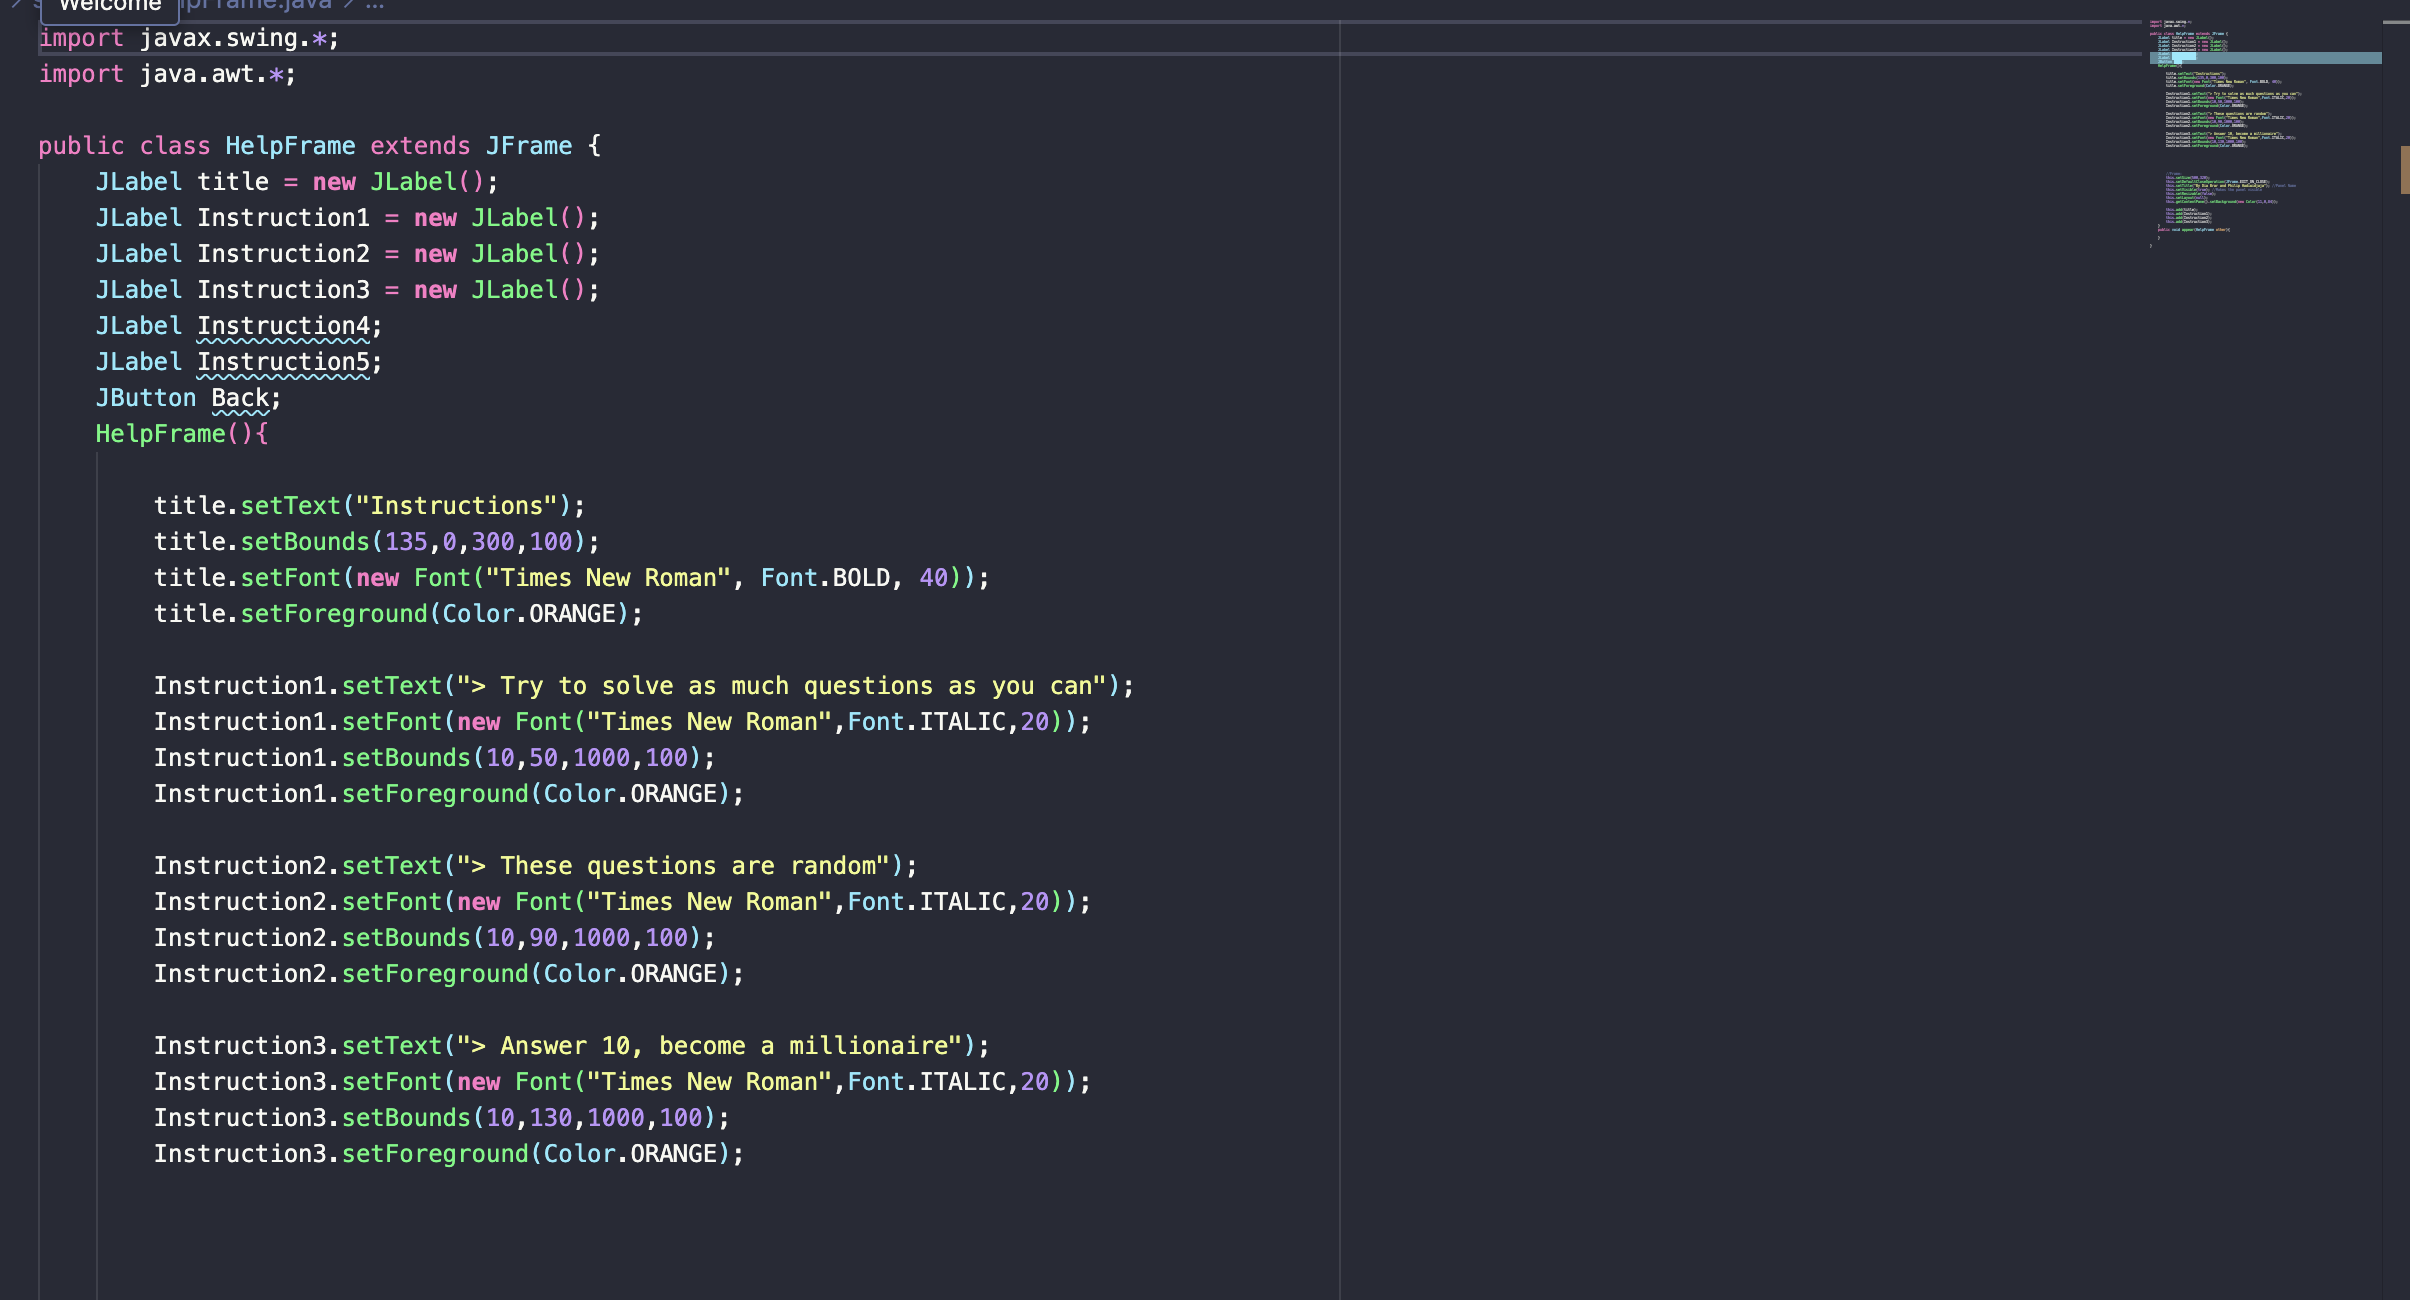 Welcome
pFrame.java > ...
import javax.swing.*;
import java.awt.*;
public class HelpFrame extends JFrame {
JLabel title = new JLabel();
JLabel Instruction1 = new JLabel();
JLabel Instruction2 = new JLabel();
JLabel Instruction3 = new JLabel();
JLabel Instruction4;
JLabel Instruction5;
JButton Back;
HelpFrame(){
title.setText("Instructions");
title.setBounds(135,0,300,100);
title.setFont(new Font("Times New Roman", Font.BOLD, 40));
title.setForeground(Color.ORANGE);
Instruction1.setText("> Try to solve as much questions as you can");
Instruction1.setFont(new Font("Times New Roman",Font.ITALIC,20));
Instruction1.setBounds(10,50,1000,100);
Instruction1.setForeground(Color.ORANGE);
Instruction2.setText("> These questions are random");
Instruction2.setFont(new Font("Times New Roman",Font.ITALIC,20));
Instruction2.setBounds(10,90,1000,100);
Instruction2.setForeground(Color.ORANGE);
Instruction3.setText("> Answer 10, become a millionaire");
Instruction3.setFont(new Font("Times New Roman",Font.ITALIC,20));
Instruction3.setBounds(10,130,1000,100);
Instruction3.setForeground(Color.ORANGE);